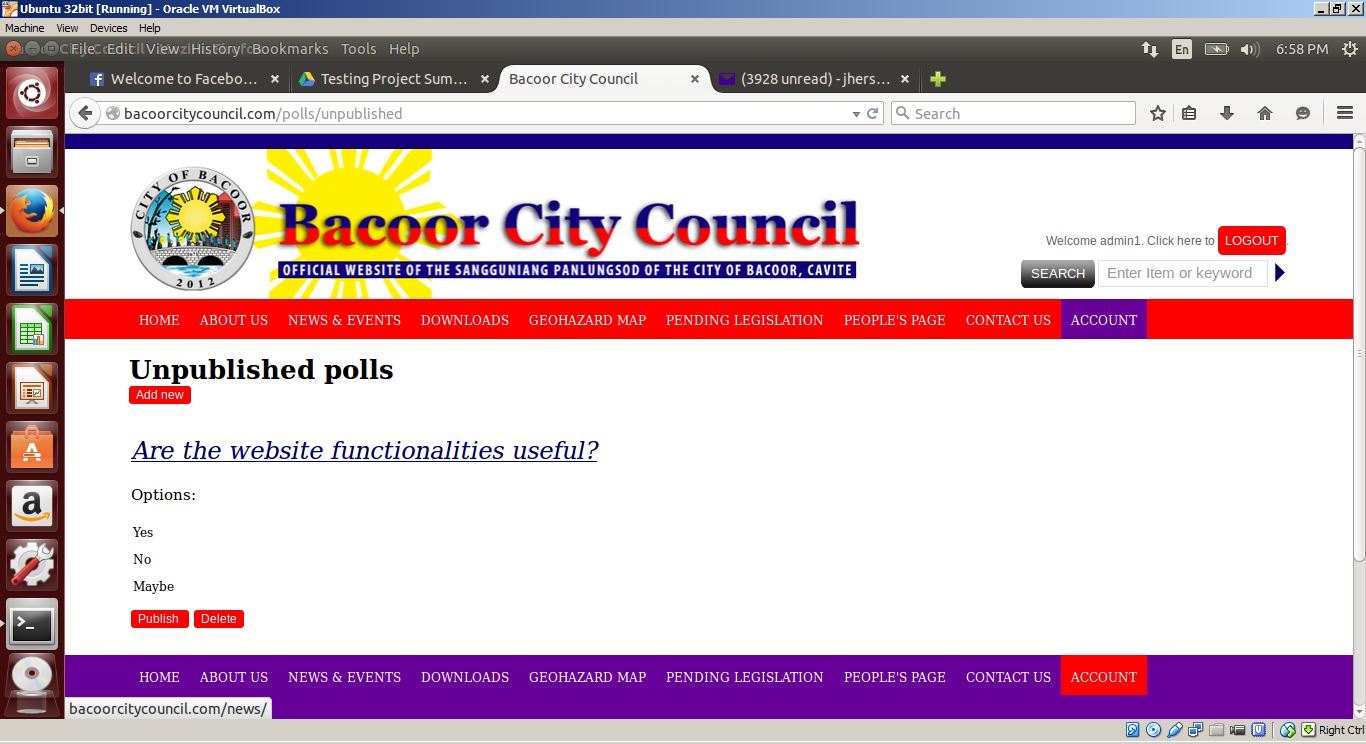 Ubuntu 32bit [Running] - Oracle VM VirtualBox
Machine View Devices Help
File Edit View History Bookmarks Tools Help
En 6:58 PM
Welcome to Facebo... Testing Project Sum... Bacoor City Council (3928 unread) - jhers...
bacoorcitycouncil.com/polls/unpublished Search
CITY OF BACOOR
2012
Bacoor City Council
OFFICIAL WEBSITE OF THE SANGGUNIANG PANLUNGSOD OF THE CITY OF BACOOR, CAVITE
Welcome admin1. Click here to LOGOUT.
SEARCH Enter Item or keyword
HOME ABOUT US NEWS & EVENTS DOWNLOADS GEOHAZARD MAP PENDING LEGISLATION PEOPLE'S PAGE CONTACT US ACCOUNT
Unpublished polls
Add new
Are the website functionalities useful?
Options:
Yes
No
Maybe
Publish Delete
HOME ABOUT US NEWS & EVENTS DOWNLOADS GEOHAZARD MAP PENDING LEGISLATION PEOPLE'S PAGE CONTACT US ACCOUNT
bacoorcitycouncil.com/news/
Right Ctrl